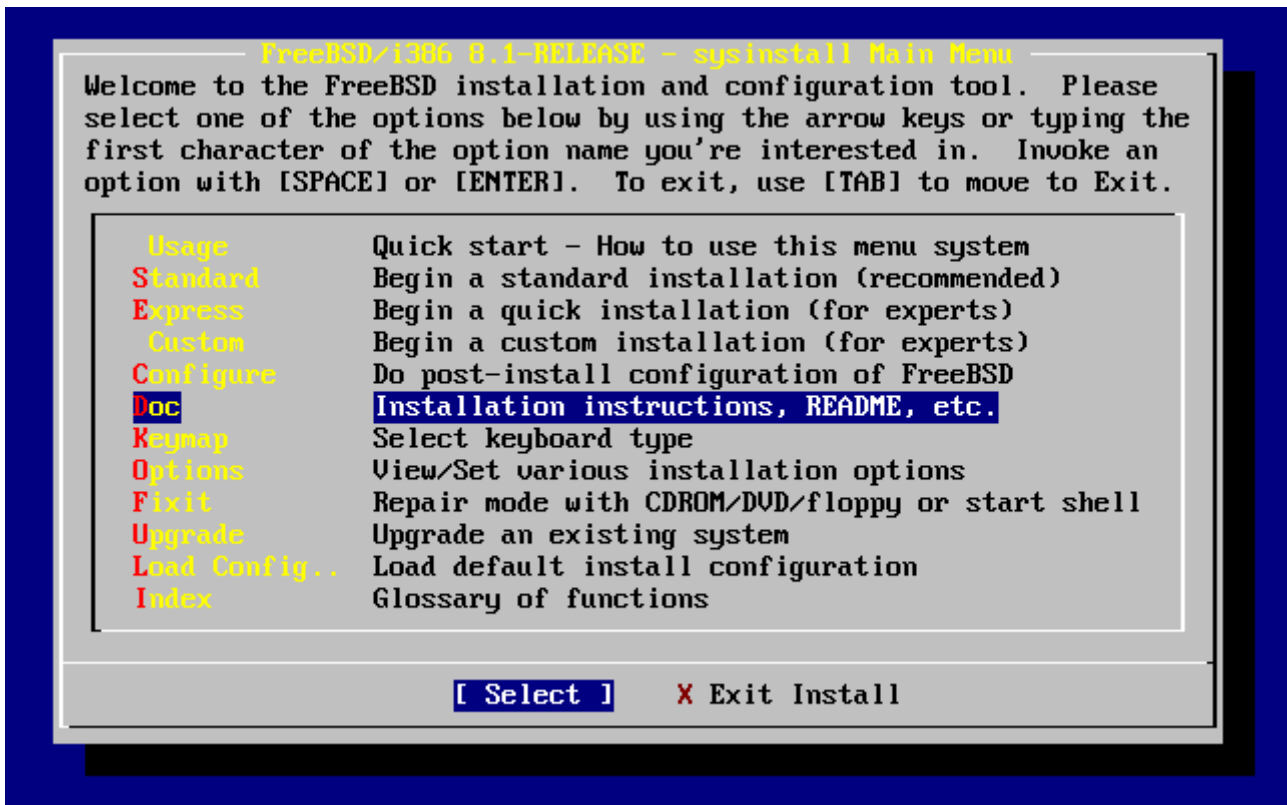 FreeBSD/i386 8.1-RELEASE - sysinstall Main Menu
Welcome to the FreeBSD installation and configuration tool.  Please
select one of the options below by using the arrow keys or typing the
first character of the option name you're interested in.  Invoke an
option with [SPACE] or [ENTER].  To exit, use [TAB] to move to Exit.
Usage Quick start - How to use this menu system
Standard Begin a standard installation (recommended)
Express Begin a quick installation (for experts)
Custom Begin a custom installation (for experts)
Configure Do post-install configuration of FreeBSD
Doc Installation instructions, README, etc.
Keymap Select keyboard type
Options View/Set various installation options
Fixit Repair mode with CDROM/DVD/floppy or start shell
Upgrade Upgrade an existing system
Load Config.. Load default install configuration
Index Glossary of functions
[ Select ] X Exit Install